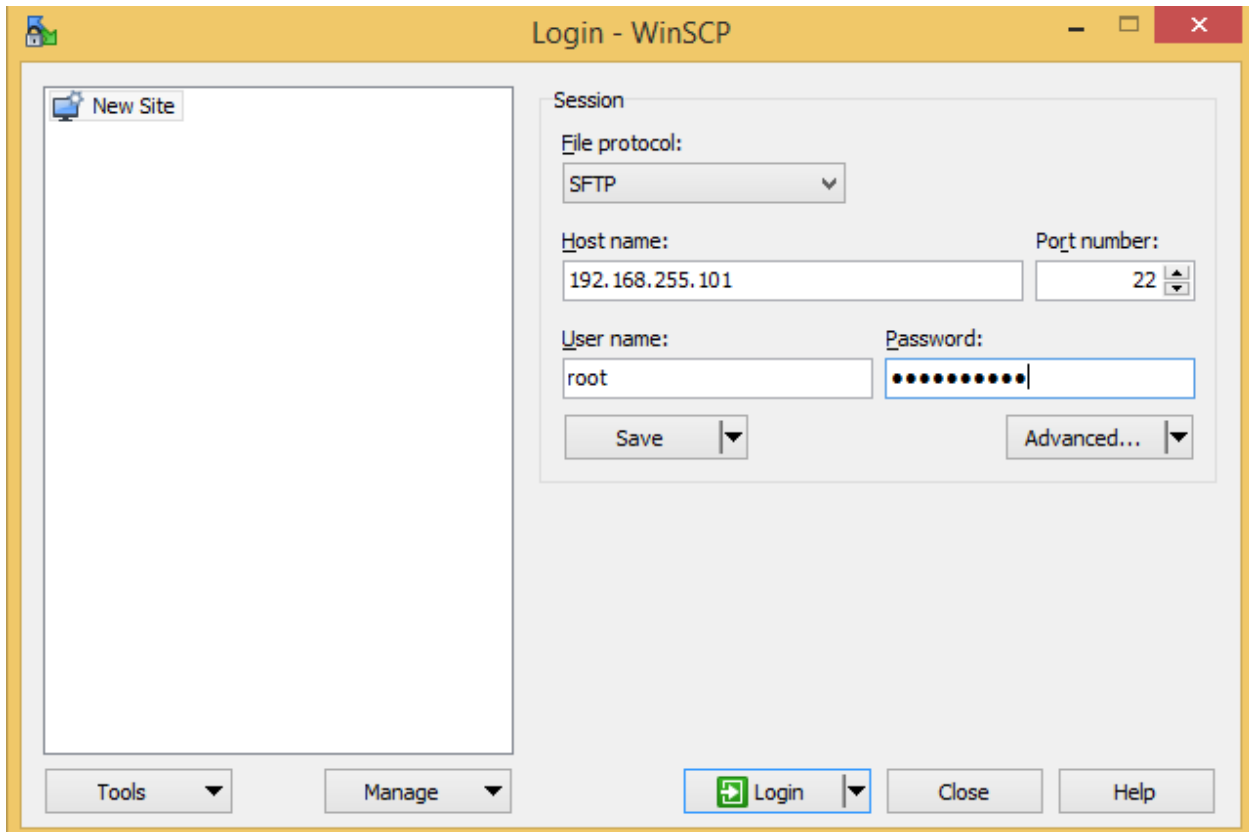 Login - WinSCP
New Site
Session
File protocol:
SFTP
Host name:
Port number:
192.168.255.101
22
User name:
Password:
root
●●●●●●●●●●
Save
Advanced...
Tools
Manage
Login
Close
Help